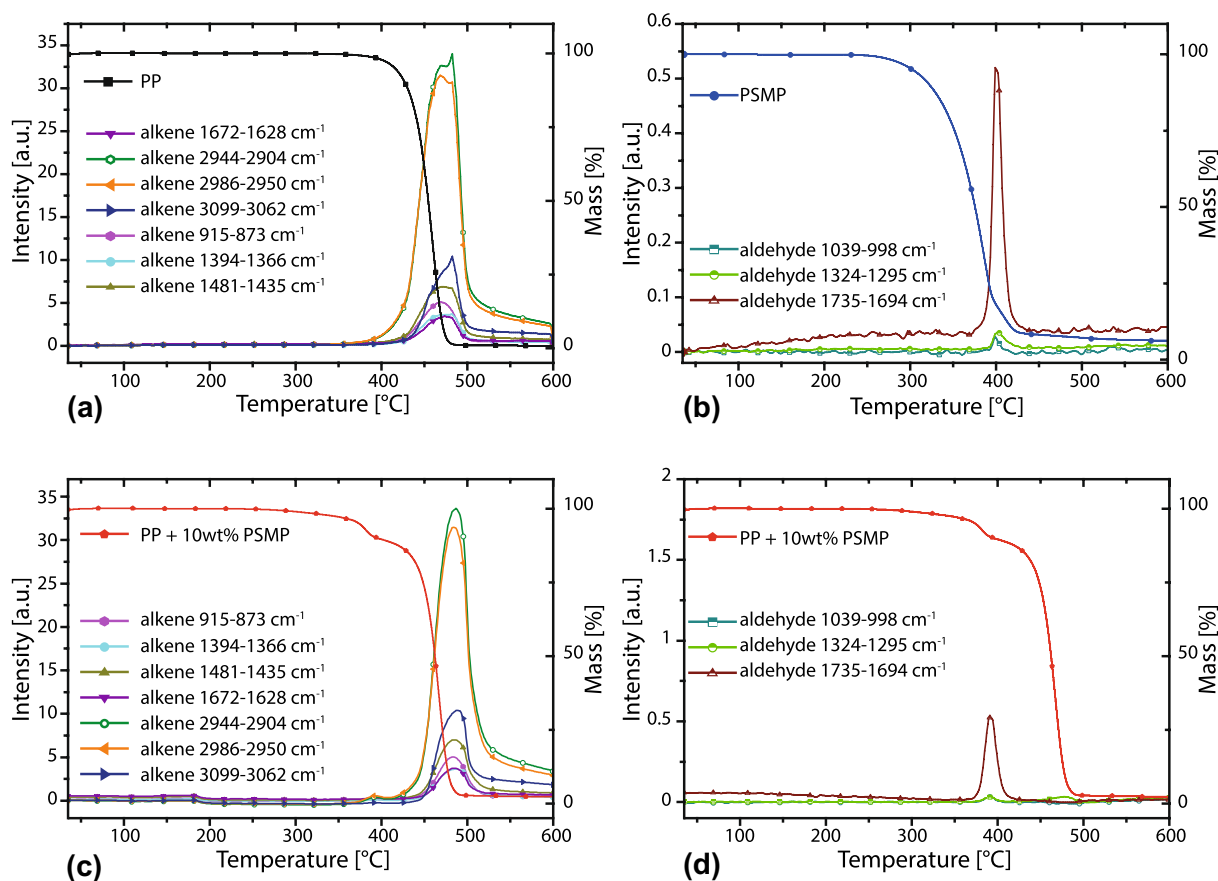 35
30
25
20
15
10
5
0
Intensity [a.u.]
PP
alkene 1672-1628 cm-1
alkene 2944-2904 cm-1
alkene 2986-2950 cm-1
alkene 3099-3062 cm-1
alkene 915-873 cm-1
alkene 1394-1366 cm-1
alkene 1481-1435 cm-1
100
50
0
Mass [%]
100 200 300 400 500 600
Temperature [°C]
(a)
0.6
0.5
0.4
0.3
0.2
0.1
0
Intensity [a.u.]
PSMP
aldehyde 1039-998 cm-1
aldehyde 1324-1295 cm-1
aldehyde 1735-1694 cm-1
100
50
0
Mass [%]
100 200 300 400 500 600
Temperature [°C]
(b)
35
30
25
20
15
10
5
0
Intensity [a.u.]
PP + 10wt% PSMP
alkene 915-873 cm-1
alkene 1394-1366 cm-1
alkene 1481-1435 cm-1
alkene 1672-1628 cm-1
alkene 2944-2904 cm-1
alkene 2986-2950 cm-1
alkene 3099-3062 cm-1
100
50
0
Mass [%]
100 200 300 400 500 600
Temperature [°C]
(c)
2
1.5
1
0.5
0
Intensity [a.u.]
PP + 10wt% PSMP
aldehyde 1039-998 cm-1
aldehyde 1324-1295 cm-1
aldehyde 1735-1694 cm-1
100
50
0
Mass [%]
100 200 300 400 500 600
Temperature [°C]
(d)